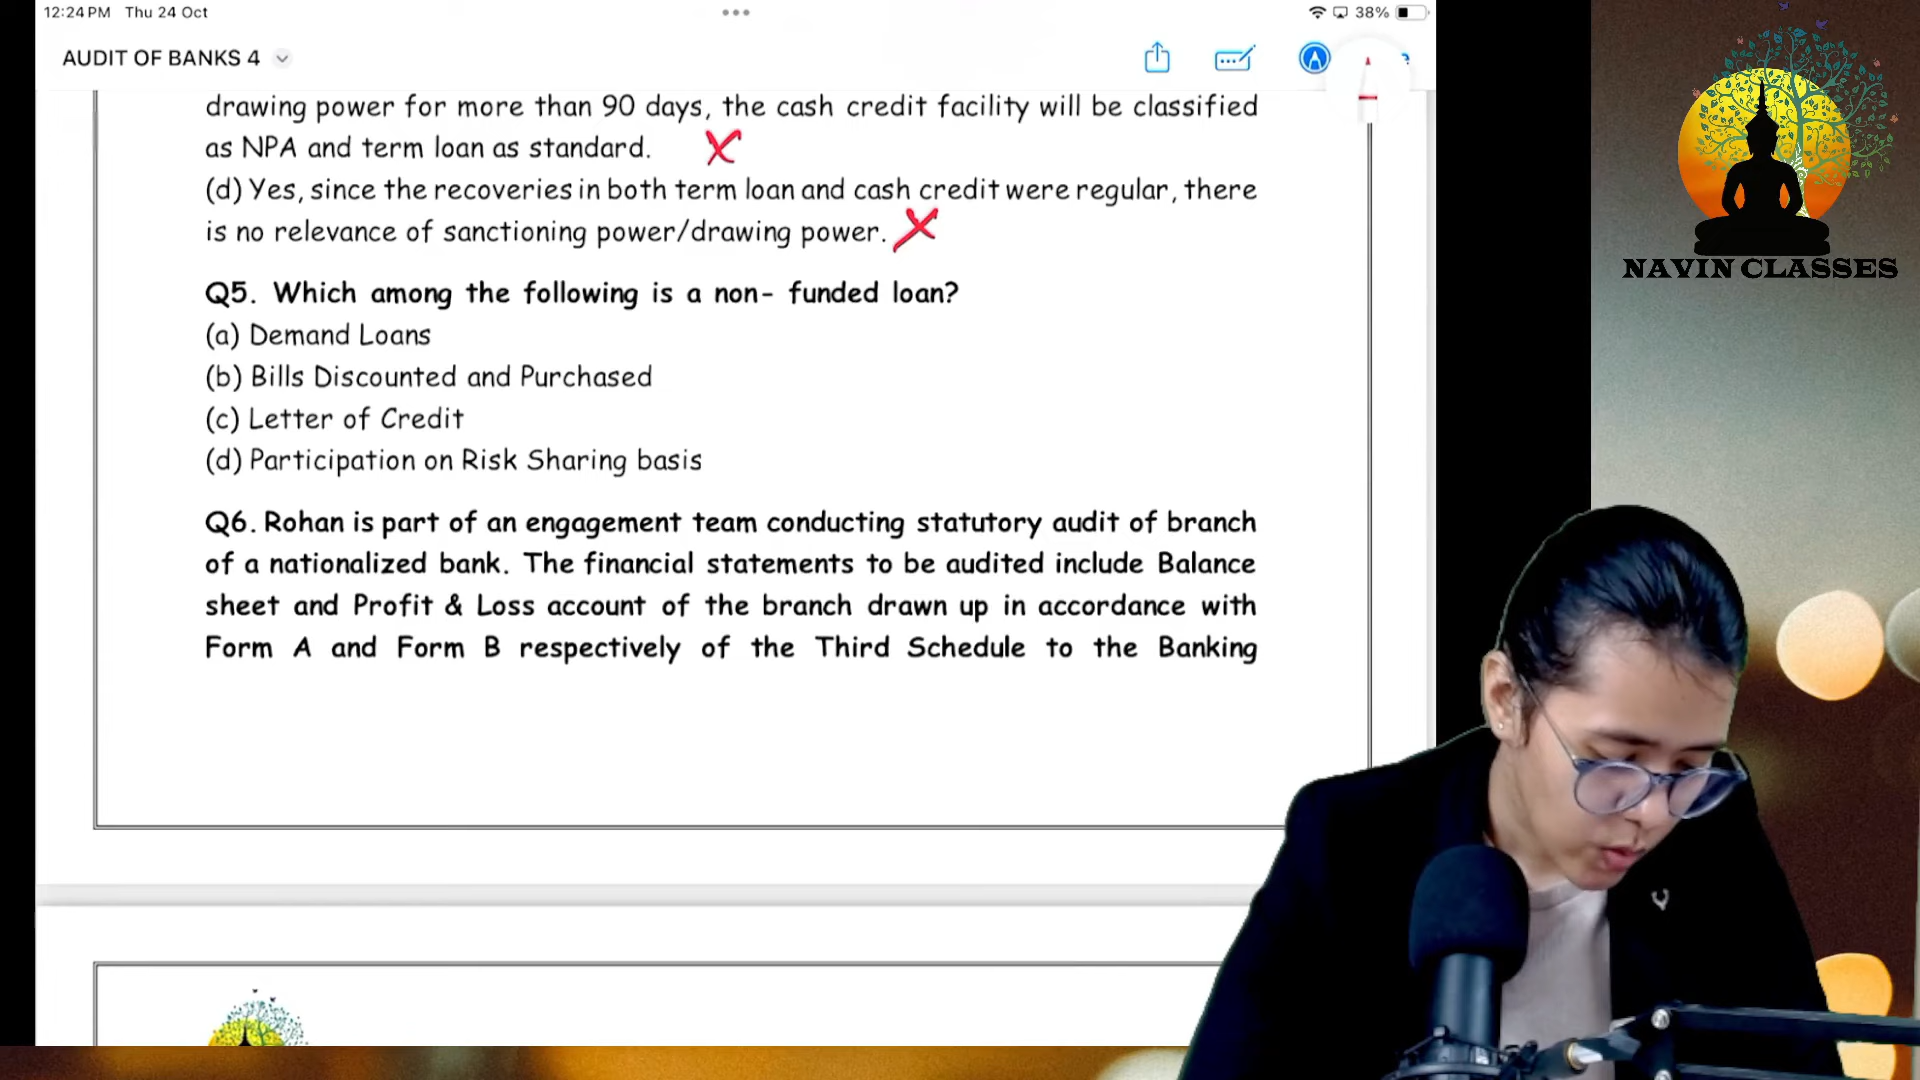 12:24 PM Thu 24 Oct
38%
AUDIT OF BANKS 4
drawing power for more than 90 days, the cash credit facility will be classified
as NPA and term loan as standard.
(d) Yes, since the recoveries in both term loan and cash credit were regular, there
is no relevance of sanctioning power/drawing power.
Q5. Which among the following is a non- funded loan?
(a) Demand Loans
(b) Bills Discounted and Purchased
(c) Letter of Credit
(d) Participation on Risk Sharing basis
Q6. Rohan is part of an engagement team conducting statutory audit of branch
of a nationalized bank. The financial statements to be audited include Balance
sheet and Profit & Loss account of the branch drawn up in accordance with
Form A and Form B respectively of the Third Schedule to the Banking
NAVIN CLASSES